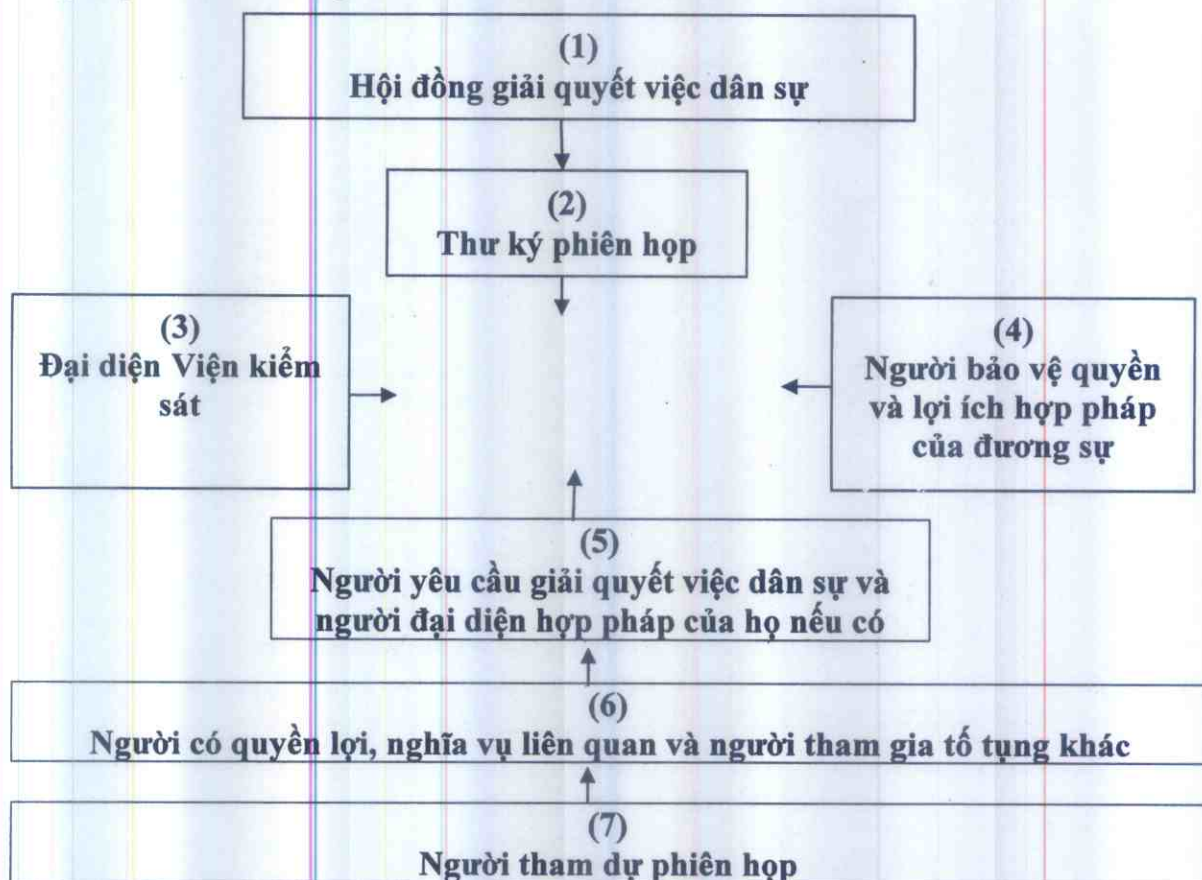 (1)
Hội đồng giải quyết việc dân sự
(2)
Thư ký phiên họp
(3)
Đại diện Viện kiểm
sát
(4)
Người bảo vệ quyền
và lợi ích hợp pháp
của đương sự
(5)
Người yêu cầu giải quyết việc dân sự và
người đại diện hợp pháp của họ nếu có
(6)
Người có quyền lợi, nghĩa vụ liên quan và người tham gia tố tụng khác
(7)
Người tham dự phiên họp